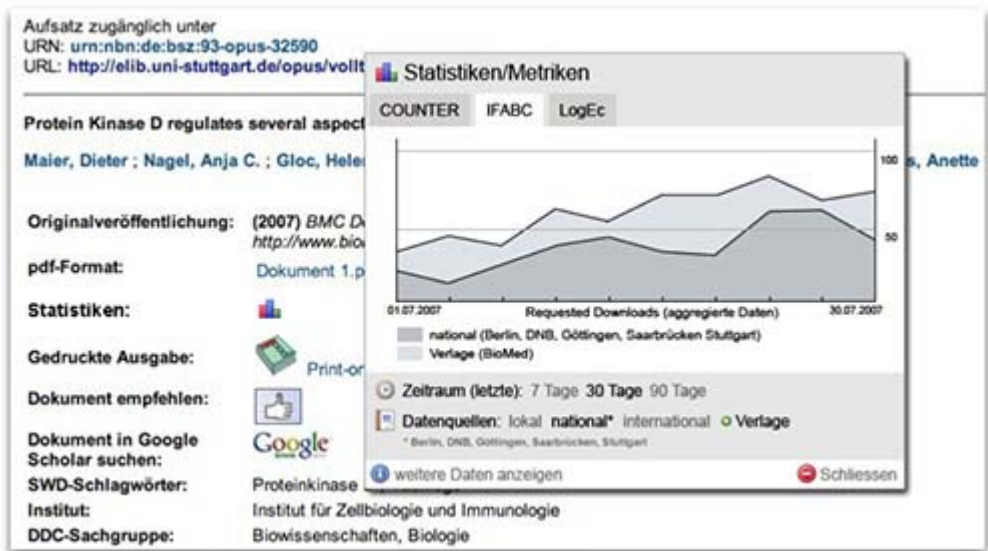 Aufsatz zugänglich unter
URN: urn:nbn:de:bsz:93-opus-32590
URL: http://elib.uni-stuttgart.de/opus/vollt
Protein Kinase D regulates several aspect
Maier, Dieter ; Nagel, Anja C. ; Gloc, Hele
s, Anette
Originalveröffentlichung: (2007) BMC De
http://www.bio
pdf-Format: Dokument 1.p
Statistiken:
Gedruckte Ausgabe: Print-on
Dokument empfehlen:
Dokument in Google
Scholar suchen:
Google
SWD-Schlagwörter: Proteinkinase
Institut: Institut für Zellbiologie und Immunologie
DDC-Sachgruppe: Biowissenschaften, Biologie
Statistiken/Metriken
COUNTER IFABC LogEc
100
50
01.07.2007 Requested Downloads (aggregierte Daten) 30.07.2007
national (Berlin, DNB, Göttingen, Saarbrücken Stuttgart)
Verlage (BioMed)
Zeitraum (letzte): 7 Tage 30 Tage 90 Tage
Datenquellen: lokal national* international Verlage
* Berlin, DNB, Göttingen, Saarbrücken, Stuttgart
weitere Daten anzeigen
Schliessen